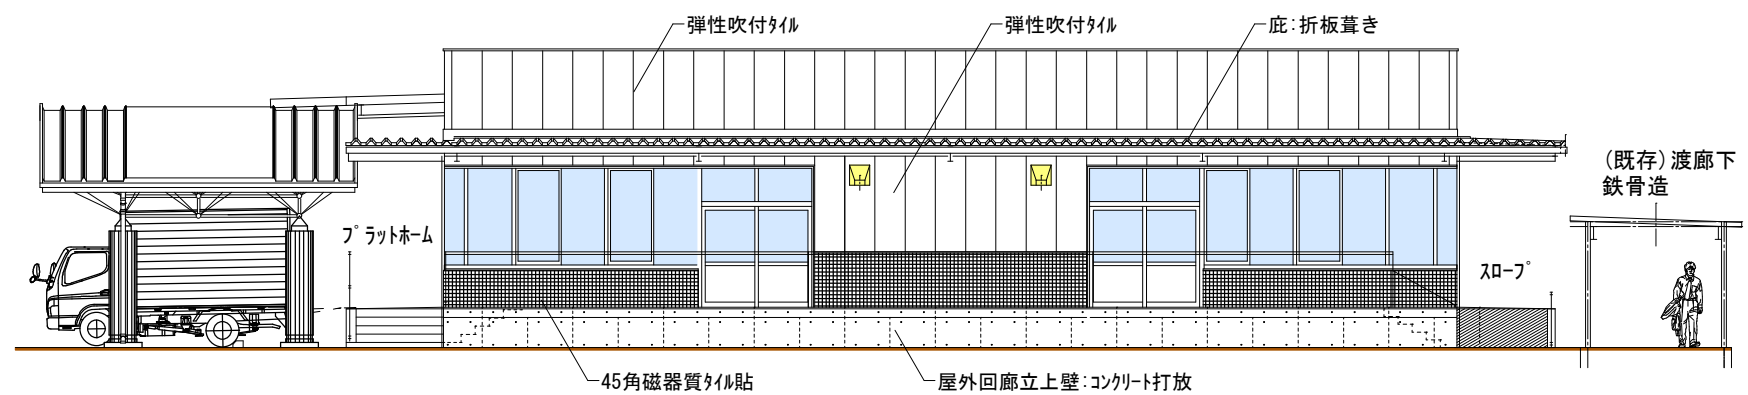 弾性吹付ﾀｲﾙ
弾性吹付ﾀｲﾙ
庇：折板葺き
(既存)渡廊下
鉄骨造
ﾌﾟﾗｯﾄﾎｰﾑ
ｽﾛｰﾌﾟ
45角磁器質ﾀｲﾙ貼
屋外回廊立上壁：ｺﾝｸﾘｰﾄ打放